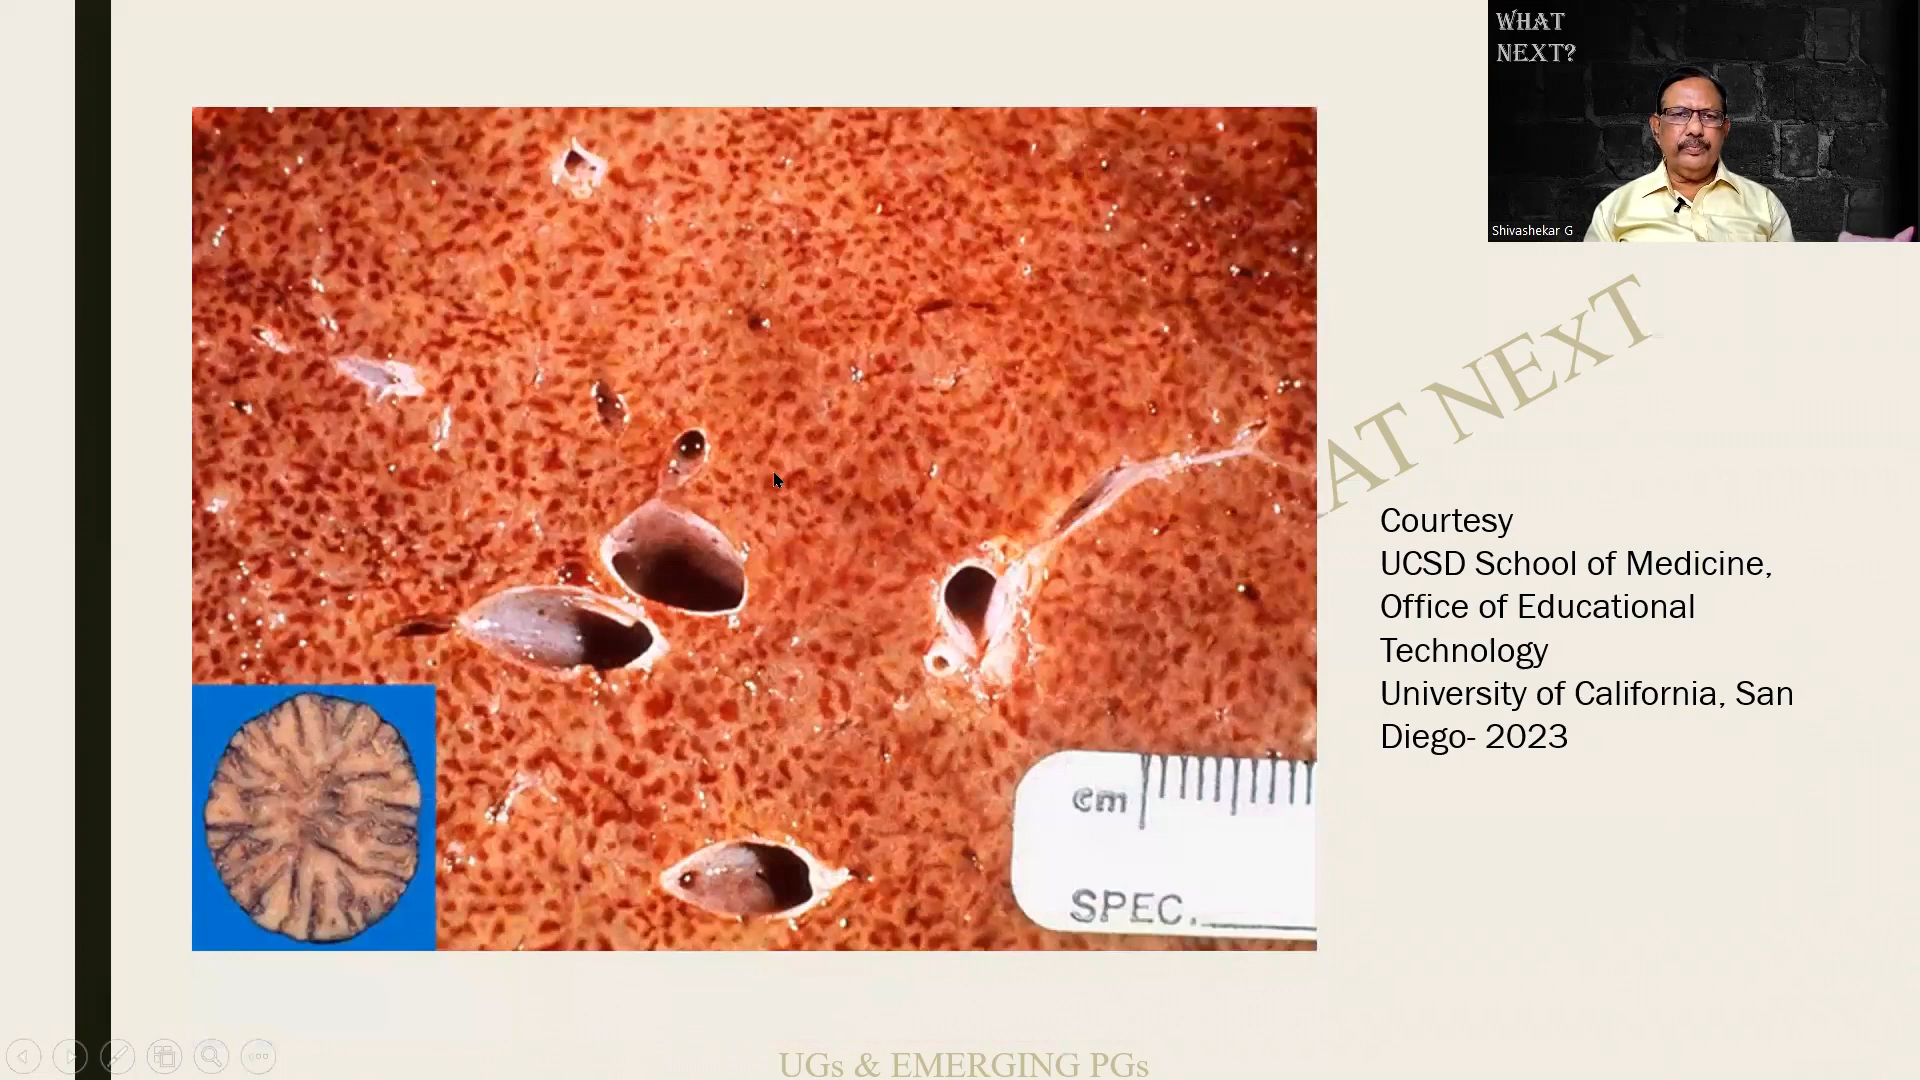 WHAT
NEXT?
Shivashekar G
AT NEXT
Courtesy
UCSD School of Medicine,
Office of Educational
Technology
University of California, San
Diego- 2023
cm
SPEC.
UGs & EMERGING PGs